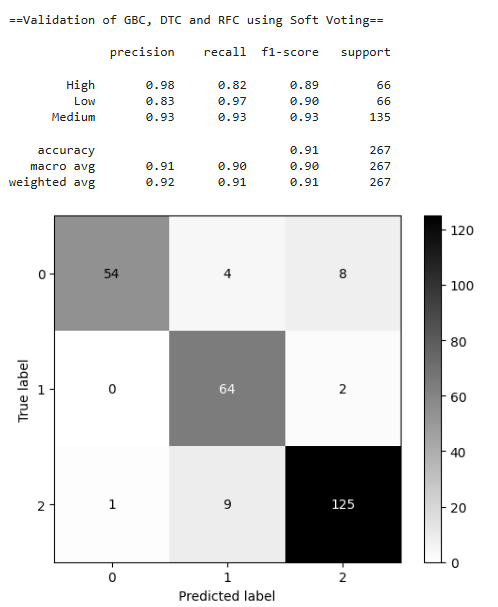 ==Validation of GBC, DTC and RFC using Soft Voting==
precision recall f1-score support
High 0.98 0.82 0.89 66
Low 0.83 0.97 0.90 66
Medium 0.93 0.93 0.93 135
accuracy 0.91 267
macro avg 0.91 0.90 0.90 267
weighted avg 0.92 0.91 0.91 267
120
100
80
60
40
20
0
True label
0 54 4 8
1 0 64 2
2 1 9 125
0 1 2
Predicted label